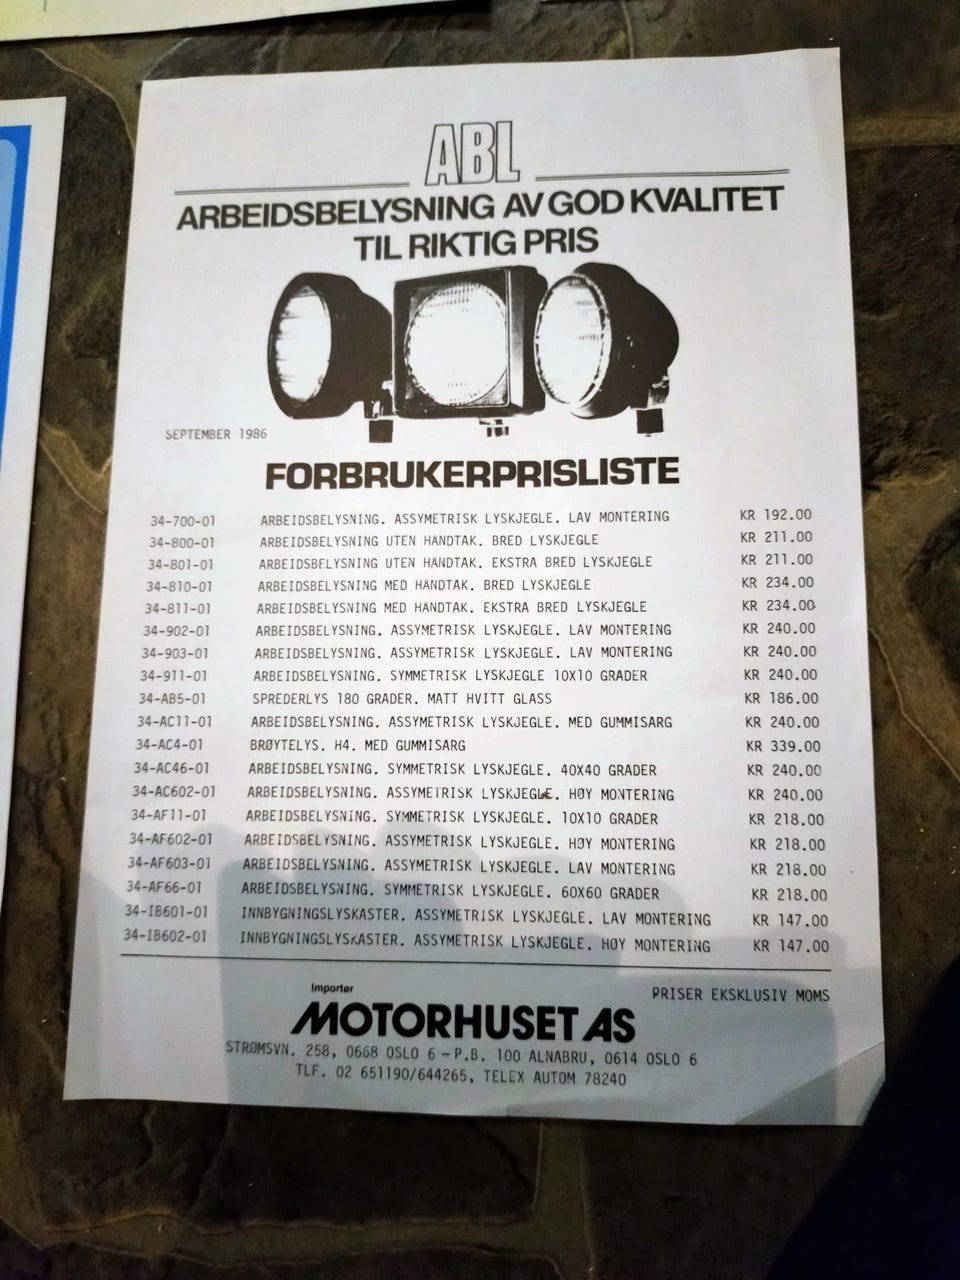 ABL
ARBEIDSBELYSNING AV GOD KVALITET
TIL RIKTIG PRIS
SEPTEMBER 1986
FORBRUKERPRISLISTE
34-700-01 ARBEIDSBELYSNING. ASSYMETRISK LYSKJEGLE. LAV MONTERING KR 192.00
34-800-01 ARBEIDSBELYSNING UTEN HANDTAK. BRED LYSKJEGLE KR 211.00
34-801-01 ARBEIDSBELYSNING UTEN HANDTAK. EKSTRA BRED LYSKJEGLE KR 211.00
34-810-01 ARBEIDSBELYSNING MED HANDTAK. BRED LYSKJEGLE KR 234.00
34-811-01 ARBEIDSBELYSNING MED HANDTAK. EKSTRA BRED LYSKJEGLE KR 234.00
34-902-01 ARBEIDSBELYSNING. ASSYMETRISK LYSKJEGLE. LAV MONTERING KR 240.00
34-903-01 ARBEIDSBELYSNING. ASSYMETRISK LYSKJEGLE. LAV MONTERING KR 240.00
34-911-01 ARBEIDSBELYSNING. SYMMETRISK LYSKJEGLE 10X10 GRADER KR 240.00
34-AB5-01 SPREDERLYS 180 GRADER. MATT HVITT GLASS KR 186.00
34-AC11-01 ARBEIDSBELYSNING. ASSYMETRISK LYSKJEGLE. MED GUMMISARG KR 240.00
34-AC4-01 BRØYTELYS. H4. MED GUMMISARG KR 339.00
34-AC46-01 ARBEIDSBELYSNING. SYMMETRISK LYSKJEGLE. 40X40 GRADER KR 240.00
34-AC602-01 ARBEIDSBELYSNING. ASSYMETRISK LYSKJEGLE. HØY MONTERING KR 240.00
34-AF11-01 ARBEIDSBELYSNING. SYMMETRISK LYSKJEGLE. 10X10 GRADER KR 218.00
34-AF602-01 ARBEIDSBELYSNING. ASSYMETRISK LYSKJEGLE. HØY MONTERING KR 218.00
34-AF603-01 ARBEIDSBELYSNING. ASSYMETRISK LYSKJEGLE. LAV MONTERING KR 218.00
34-AF66-01 ARBEIDSBELYSNING. SYMMETRISK LYSKJEGLE. 60X60 GRADER KR 218.00
34-IB601-01 INNBYGNINGSLYSKASTER. ASSYMETRISK LYSKJEGLE. LAV MONTERING KR 147.00
34-IB602-01 INNBYGNINGSLYSKASTER. ASSYMETRISK LYSKJEGLE. HØY MONTERING KR 147.00
PRISER EKSKLUSIV MOMS
Importør
MOTORHUSET AS
STRØMSVN. 258, 0668 OSLO 6 - P.B. 100 ALNABRU, 0614 OSLO 6
TLF. 02 651190/644265, TELEX AUTOM 78240